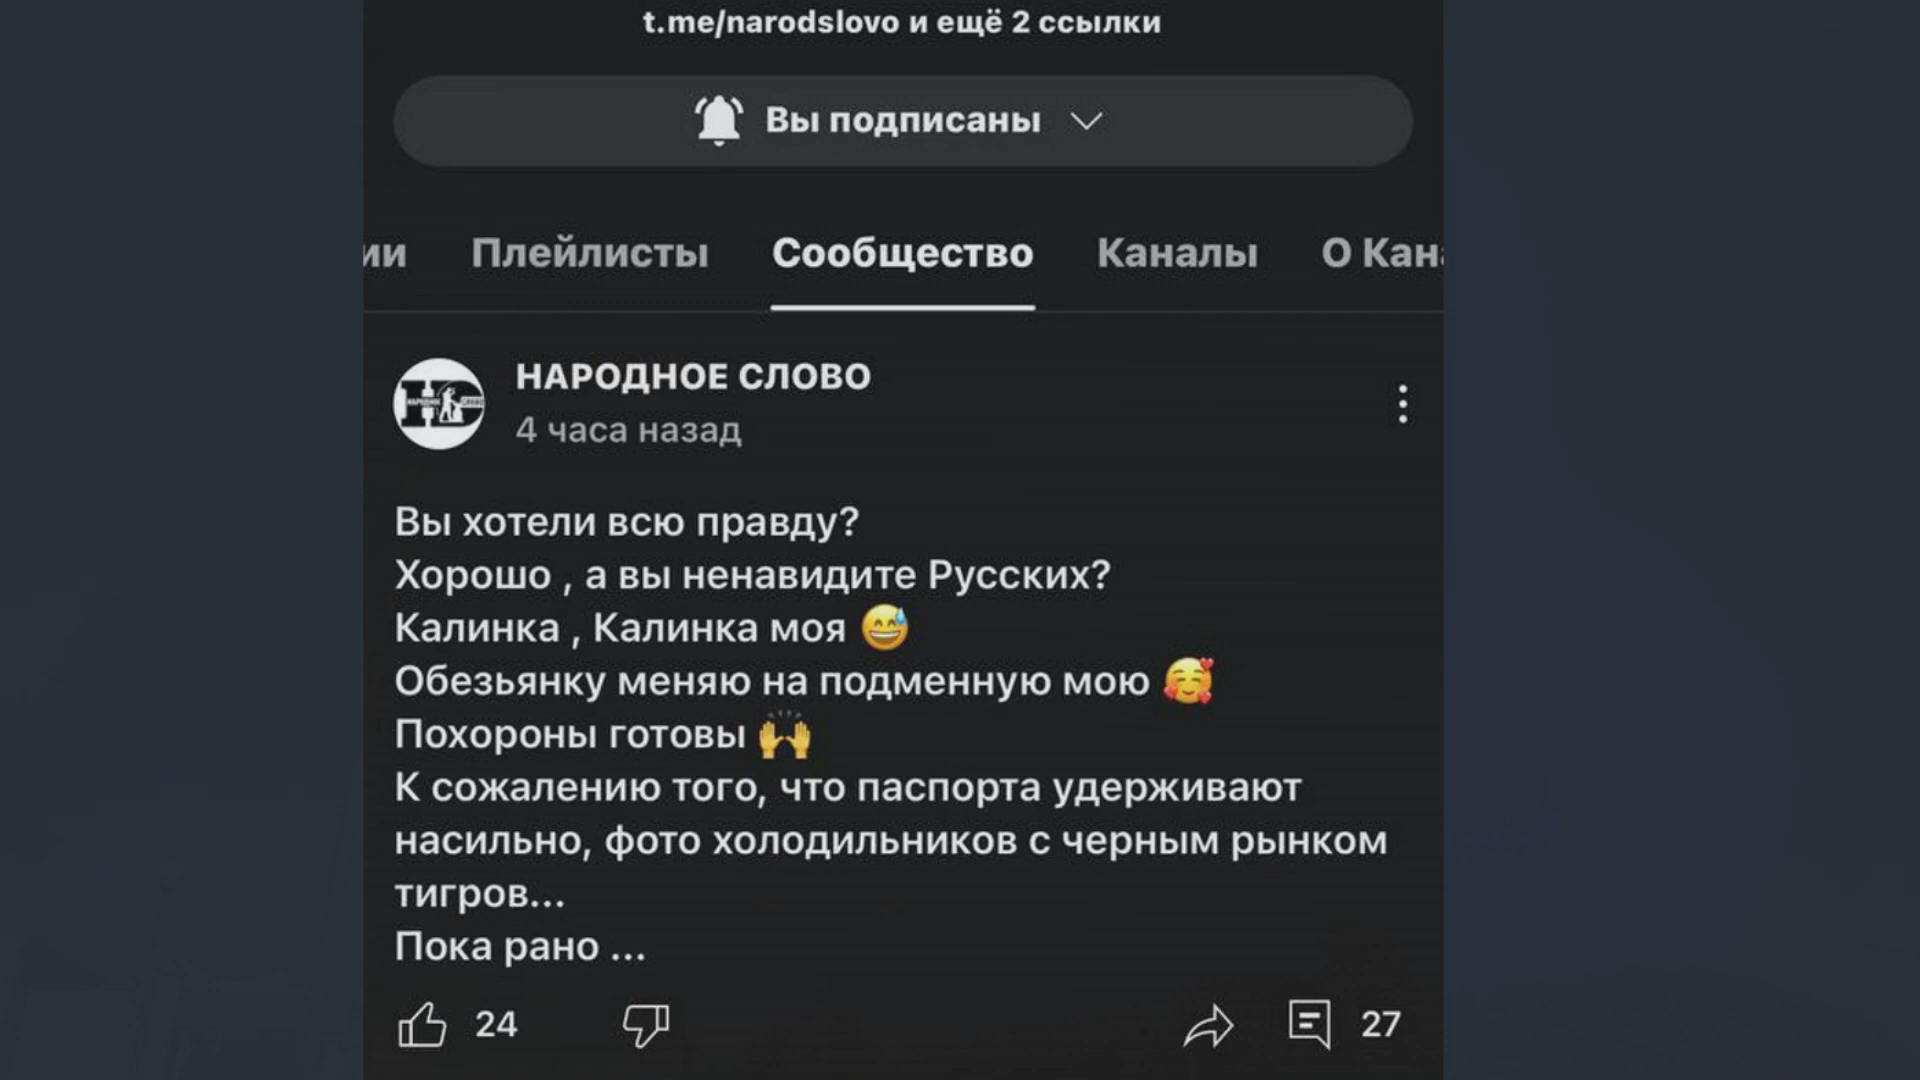 t.me/narodslovo и ещё 2 ссылки
Вы подписаны
ии Плейлисты Сообщество Каналы О Кан
НАРОДНОЕ СЛОВО
4 часа назад
Вы хотели всю правду?
Хорошо , а вы ненавидите Русских?
Калинка , Калинка моя 😅
Обезьянку меняю на подменную мою 🥰
Похороны готовы 🙌
К сожалению того, что паспорта удерживают
насильно, фото холодильников с черным рынком
тигров...
Пока рано ...
24 27